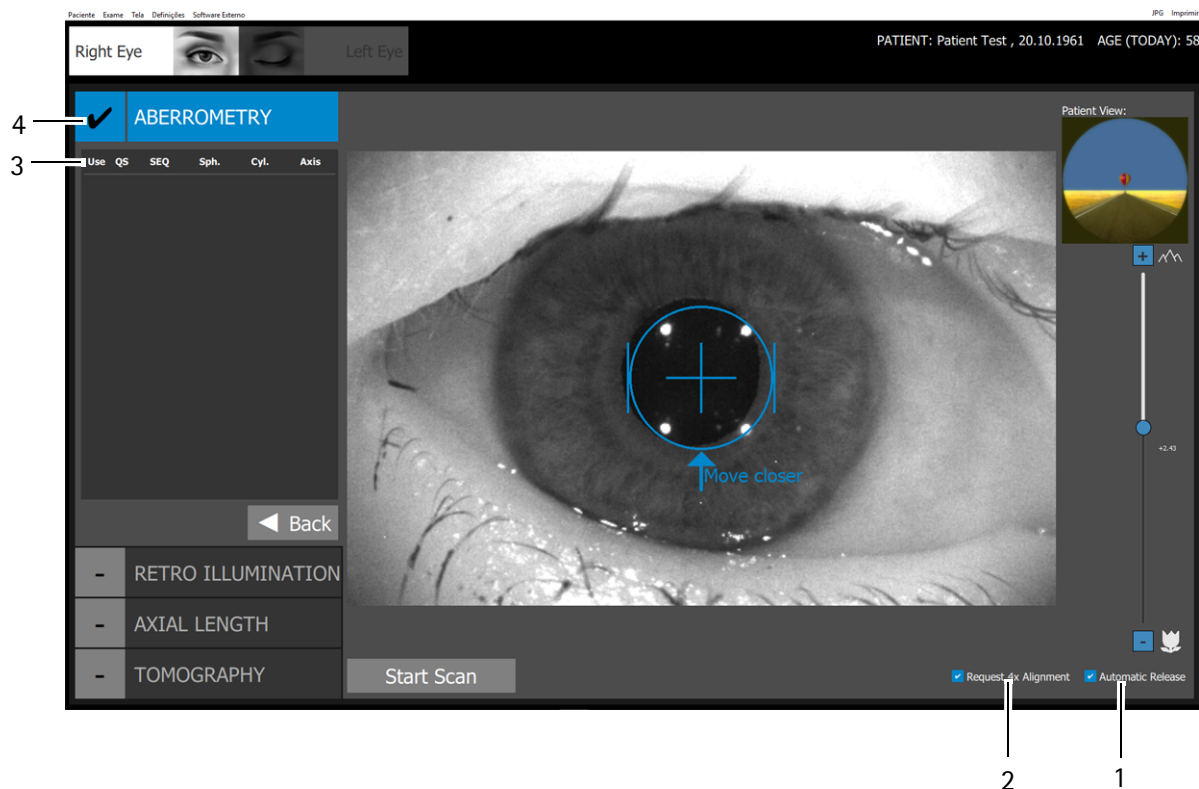 Paciente Exame Tela Definições Software Externo JPG Imprimir
Right Eye Left Eye PATIENT: Patient Test , 20.10.1961 AGE (TODAY): 58
4 ✔ ABERROMETRY Patient View:
3 Use QS SEQ Sph. Cyl. Axis
+
+2.43
Move closer
◀ Back
- RETRO ILLUMINATION
- AXIAL LENGTH
-
- TOMOGRAPHY Start Scan Request 4x Alignment Automatic Release
2 1